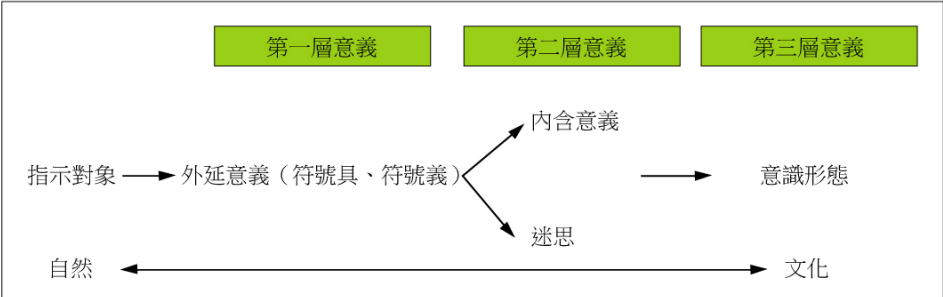 第一層意義 第二層意義 第三層意義
內含意義
指示對象 外延意義（符號具、符號義） 意識形態
迷思
自然 文化